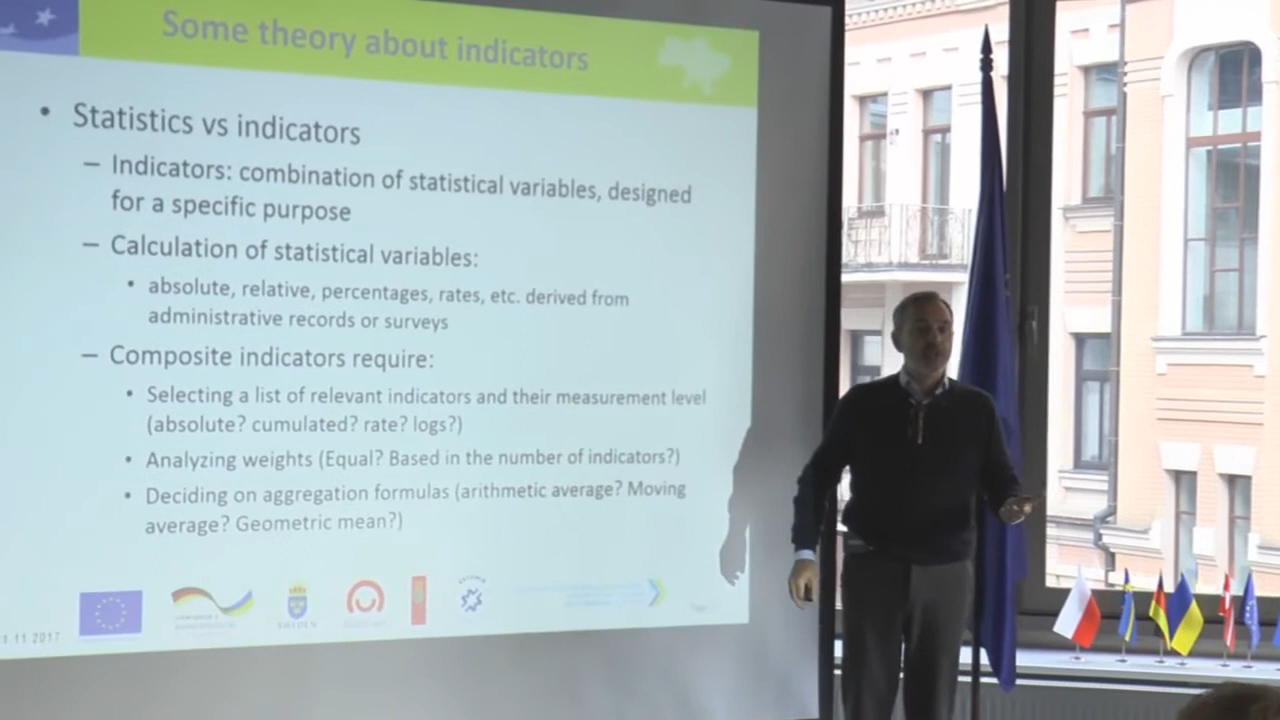 Some theory about indicators
• Statistics vs indicators
– Indicators: combination of statistical variables, designed
for a specific purpose
– Calculation of statistical variables:
• absolute, relative, percentages, rates, etc. derived from
administrative records or surveys
– Composite indicators require:
• Selecting a list of relevant indicators and their measurement level
(absolute? cumulated? rate? logs?)
• Analyzing weights (Equal? Based in the number of indicators?)
• Deciding on aggregation formulas (arithmetic average? Moving
average? Geometric mean?)
SWEDEN
ESTONIA
11 2017